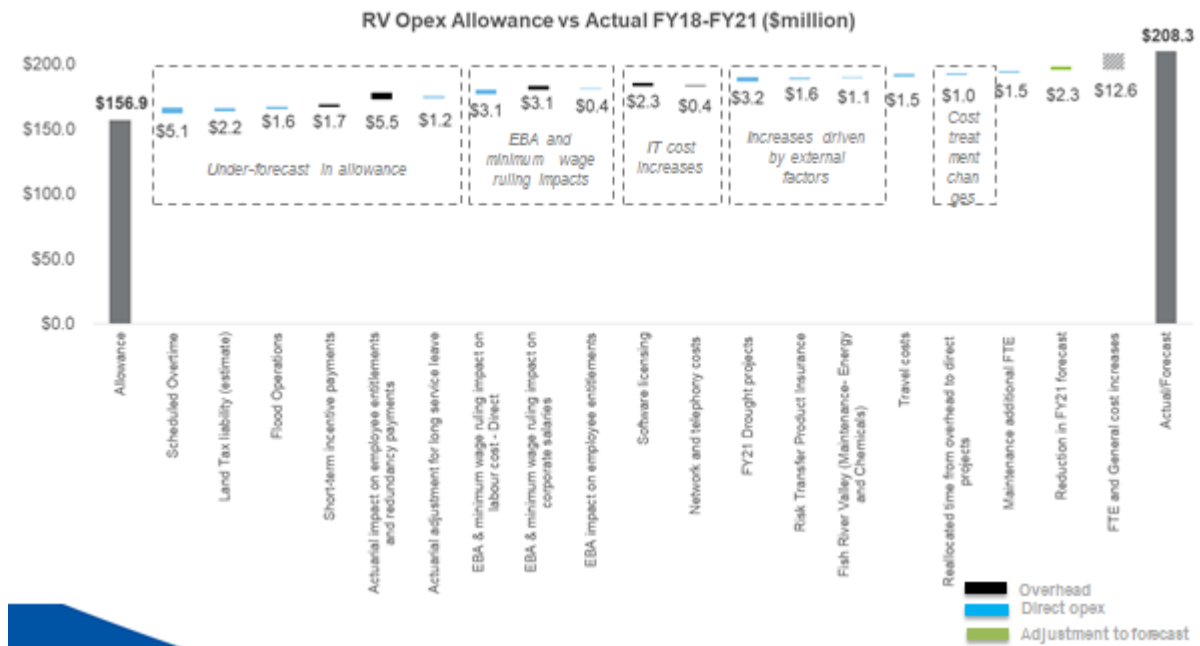 RV Opex Allowance vs Actual FY18-FY21 ($million)
$208.3
$200.0
$156.9
$150.0
$100.0
$50.0
$0.0
$5.1
$2.2
$1.6
$1.7
$5.5
$1.2
$3.1
$3.1
$0.4
$2.3
$0.4
$3.2
$1.6
$1.1
$1.5
$1.0
$1.5
$2.3
$12.6
Under-forecast in allowance
EBA and
minimum wage
ruling impacts
IT cost
increases
Increases driven
by external
factors
Cost
treat
ment
chan
ges
Allowance
Scheduled Overtime
Land Tax liability (estimate)
Flood Operations
Short-term incentive payments
Actuarial impact on employee entitlements
and redundancy payments
Actuarial adjustment for long service leave
EBA & minimum wage ruling impact on
labour cost - Direct
EBA & minimum wage ruling impact on
corporate salaries
EBA impact on employee entitlements
Software licensing
Network and telephony costs
FY21 Drought projects
Risk Transfer Product Insurance
Fish River Valley (Maintenance- Energy
and Chemicals)
Travel costs
Reallocated time from overhead to direct
projects
Maintenance additional FTE
Reduction in FY21 forecast
FTE and General cost increases
Actual/Forecast
Overhead
Direct opex
Adjustment to forecast